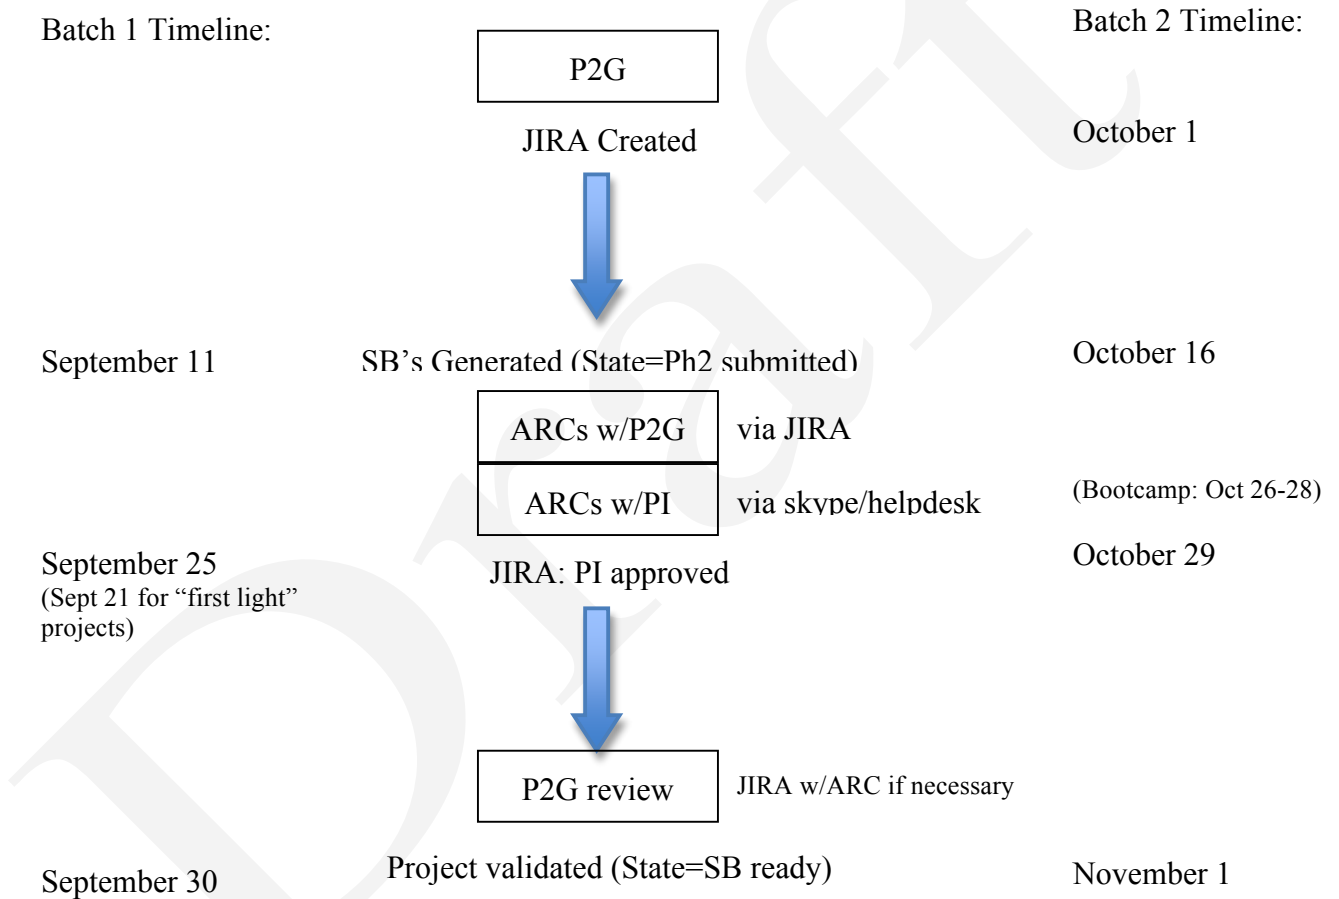 Batch 1 Timeline:
Batch 2 Timeline:
P2G
JIRA Created
October 1
September 11
SB's Generated (State=Ph2 submitted)
October 16
ARCs w/P2G
via JIRA
ARCs w/PI
via skype/helpdesk
(Bootcamp: Oct 26-28)
September 25
(Sept 21 for “first light”
projects)
JIRA: PI approved
October 29
P2G review
JIRA w/ARC if necessary
Project validated (State=SB ready)
September 30
November 1
Draft